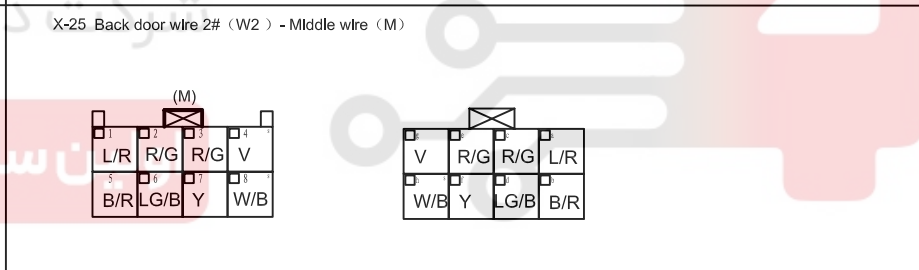 X-25 Back door wire 2#（W2 ）- Middle wire（M）
(M)
1 2 3 4
L/R R/G R/G V
5 6 7 8
B/R LG/B Y W/B
V R/G R/G L/R
W/B Y LG/B B/R